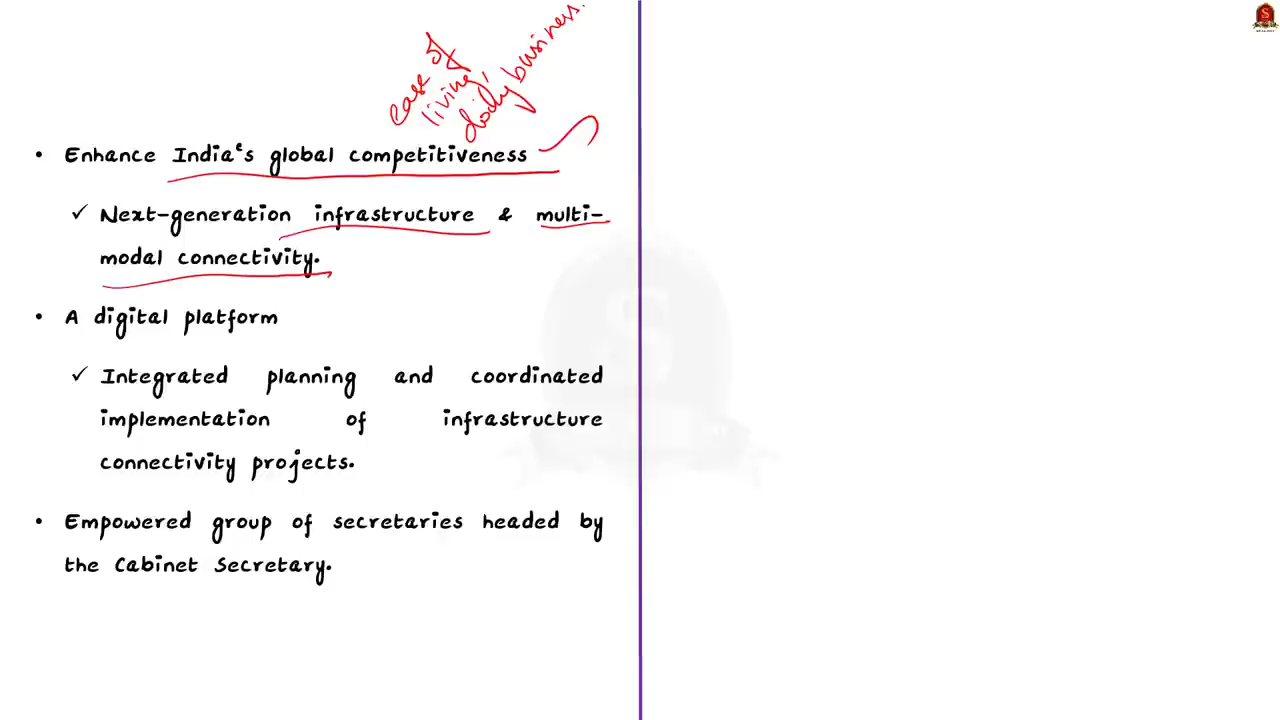 ease of
living,
doing business.
• Enhance India's global competitiveness
✓ Next-generation infrastructure & multi-
modal connectivity.
• A digital platform
✓ Integrated planning and coordinated
implementation of infrastructure
connectivity projects.
• Empowered group of secretaries headed by
the Cabinet Secretary.